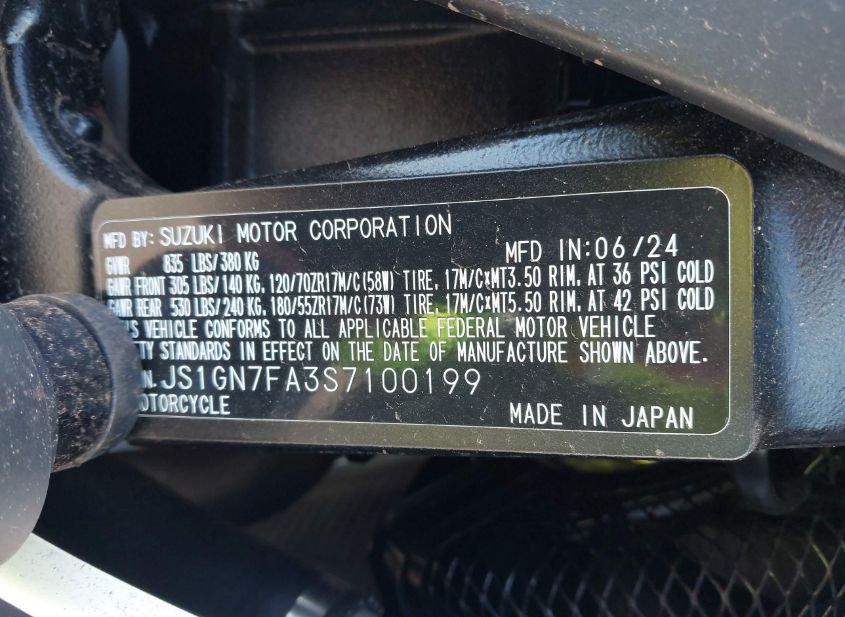 MFD BY: SUZUKI MOTOR CORPORATION
MFD IN: 06/24
GVWR 835 LBS/380 KG
GAWR FRONT 305 LBS/140 KG, 120/70ZR17M/C(58W) TIRE, 17M/C×MT3.50 RIM, AT 36 PSI COLD
GAWR REAR 530 LBS/240 KG, 180/55ZR17M/C(73W) TIRE, 17M/C×MT5.50 RIM, AT 42 PSI COLD
VEHICLE CONFORMS TO ALL APPLICABLE FEDERAL MOTOR VEHICLE
STANDARDS IN EFFECT ON THE DATE OF MANUFACTURE SHOWN ABOVE.
JS1GN7FA3S7100199
MOTORCYCLE
MADE IN JAPAN